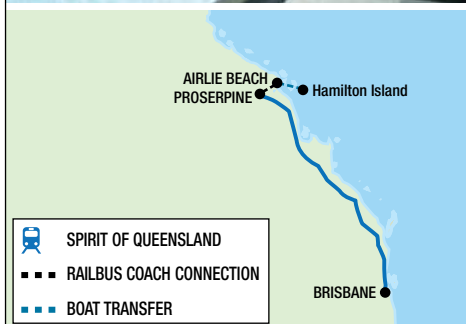 AIRLIE BEACH
PROSERPINE
Hamilton Island
SPIRIT OF QUEENSLAND
RAILBUS COACH CONNECTION
BRISBANE
BOAT TRANSFER